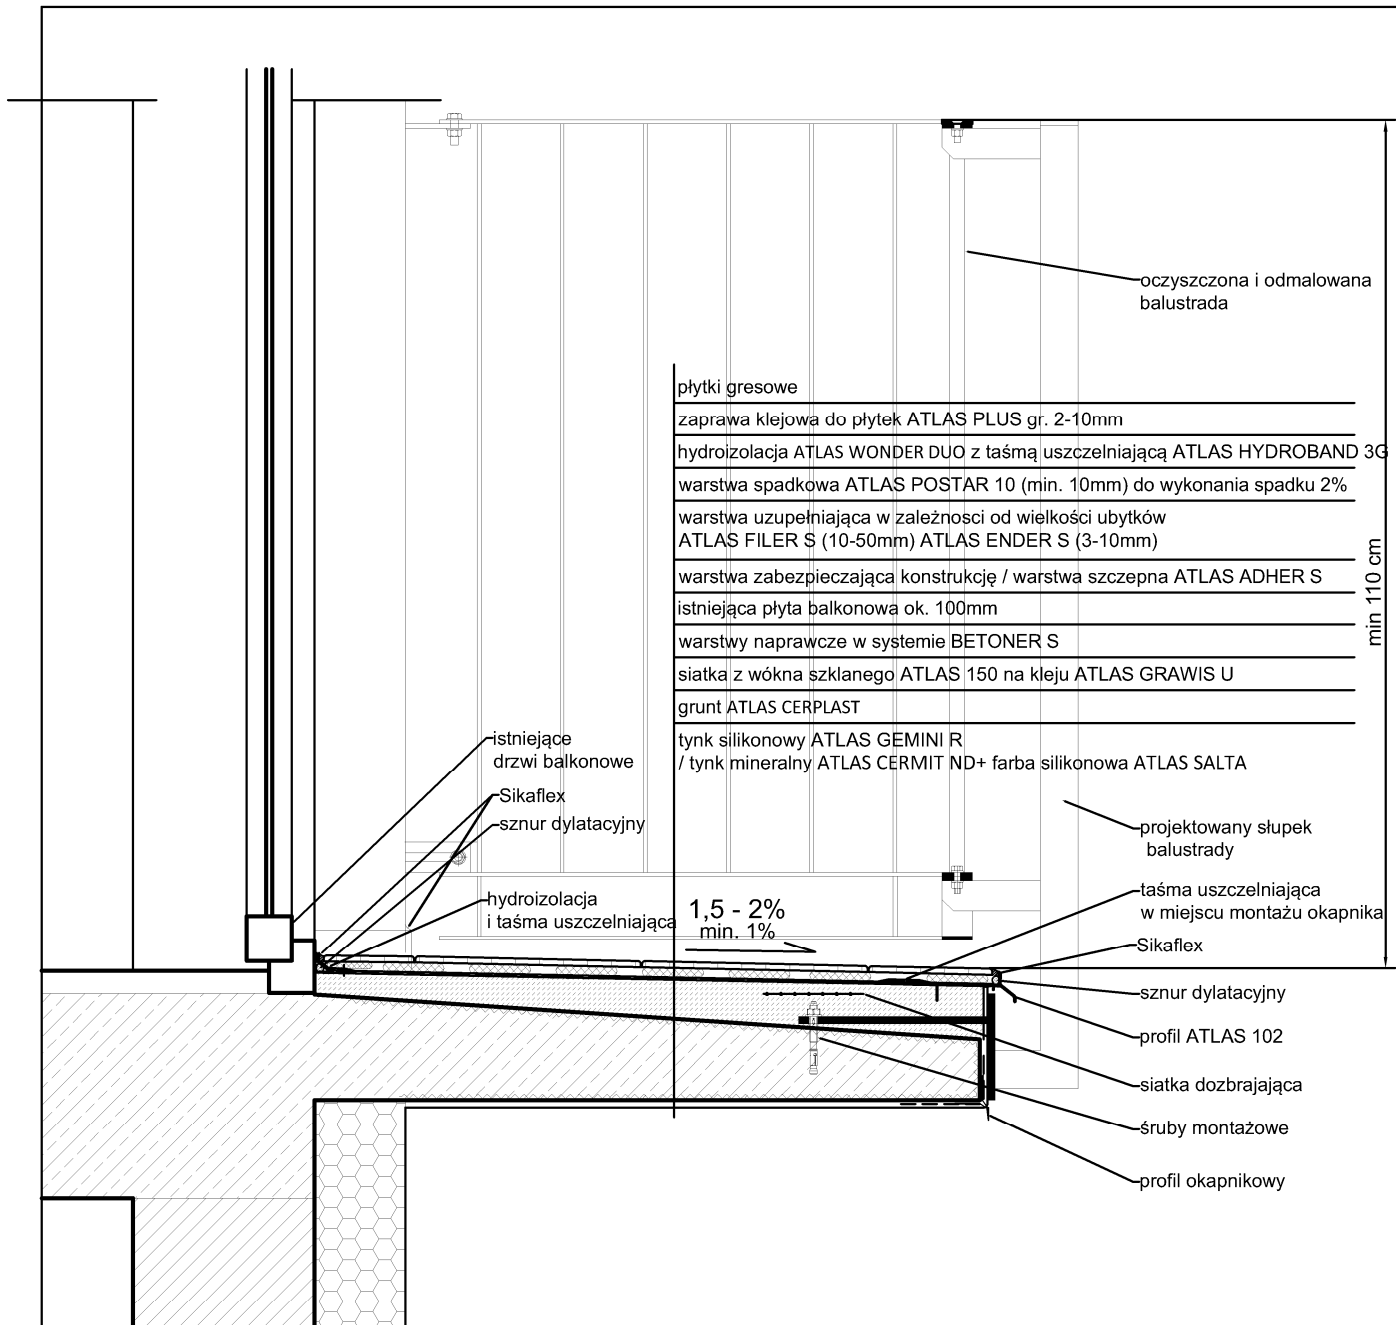 oczyszczona i odmalowana
balustrada
płytki gresowe
zaprawa klejowa do płytek ATLAS PLUS gr. 2-10mm
hydroizolacja ATLAS WONDER DUO z taśmą uszczelniającą ATLAS HYDROBAND 3G
warstwa spadkowa ATLAS POSTAR 10 (min. 10mm) do wykonania spadku 2%
warstwa uzupełniająca w zależnosci od wielkości ubytków
ATLAS FILER S (10-50mm) ATLAS ENDER S (3-10mm)
warstwa zabezpieczająca konstrukcję / warstwa szczepna ATLAS ADHER S
istniejąca płyta balkonowa ok. 100mm
warstwy naprawcze w systemie BETONER S
siatka z wókna szklanego ATLAS 150 na kleju ATLAS GRAWIS U
grunt ATLAS CERPLAST
tynk silikonowy ATLAS GEMINI R
/ tynk mineralny ATLAS CERMIT ND+ farba silikonowa ATLAS SALTA
min 110 cm
istniejące
drzwi balkonowe
Sikaflex
sznur dylatacyjny
hydroizolacja
i taśma uszczelniająca
1,5 - 2%
min. 1%
projektowany słupek
balustrady
taśma uszczelniająca
w miejscu montażu okapnika
Sikaflex
sznur dylatacyjny
profil ATLAS 102
siatka dozbrajająca
śruby montażowe
profil okapnikowy